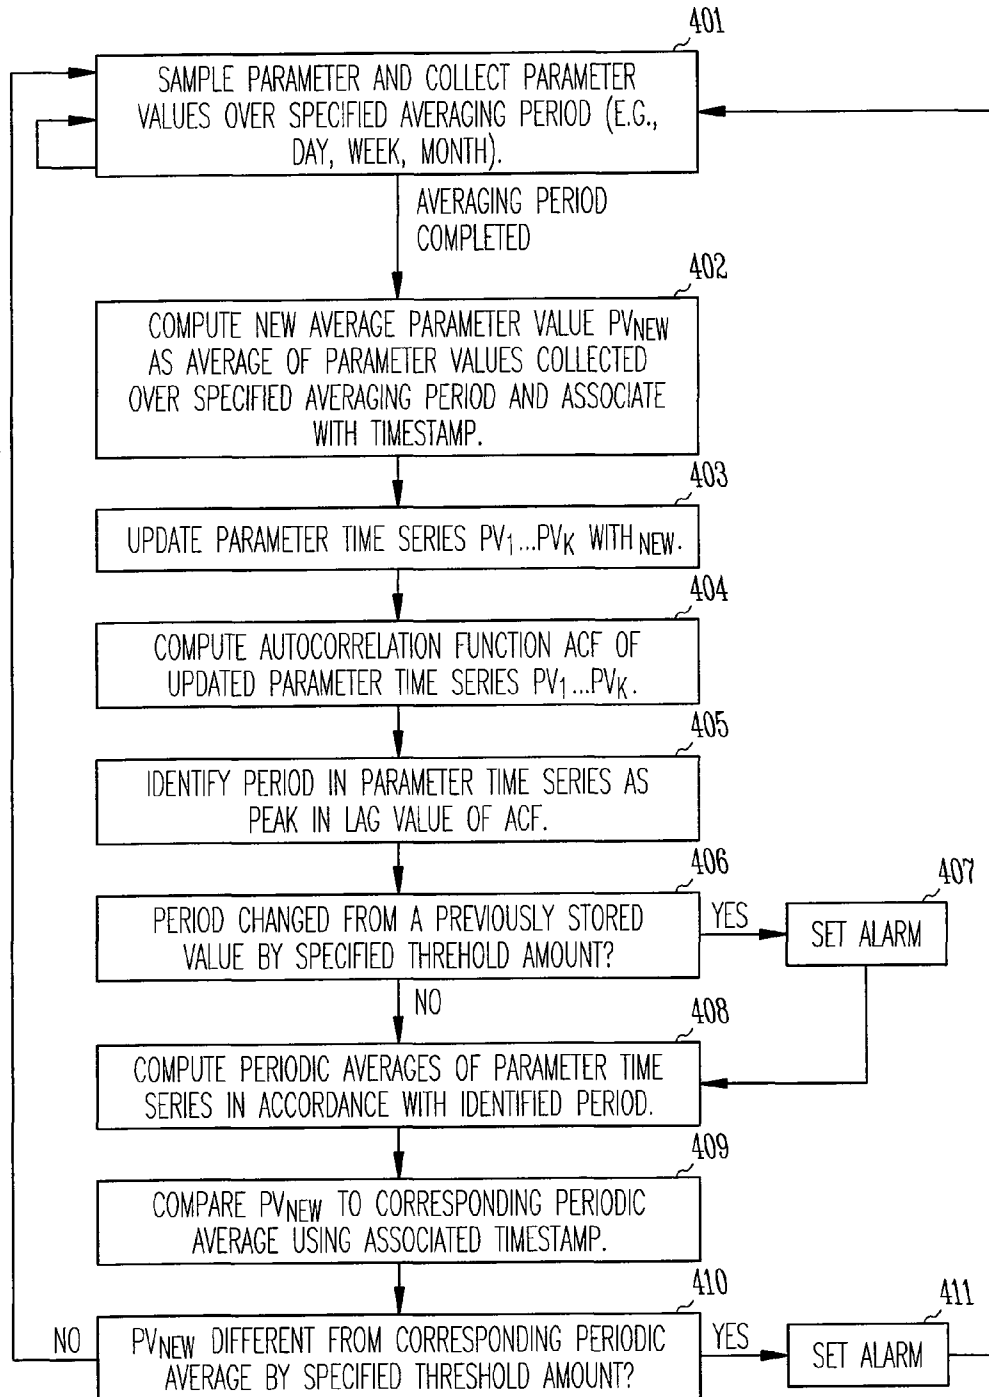 401
SAMPLE PARAMETER AND COLLECT PARAMETER
VALUES OVER SPECIFIED AVERAGING PERIOD (E.G.,
DAY, WEEK, MONTH).
AVERAGING PERIOD
COMPLETED
402
COMPUTE NEW AVERAGE PARAMETER VALUE PVNEW
AS AVERAGE OF PARAMETER VALUES COLLECTED
OVER SPECIFIED AVERAGING PERIOD AND ASSOCIATE
WITH TIMESTAMP.
403
UPDATE PARAMETER TIME SERIES PV1...PVK WITH NEW.
404
COMPUTE AUTOCORRELATION FUNCTION ACF OF
UPDATED PARAMETER TIME SERIES PV1...PVK.
405
IDENTIFY PERIOD IN PARAMETER TIME SERIES AS
PEAK IN LAG VALUE OF ACF.
406
PERIOD CHANGED FROM A PREVIOUSLY STORED
VALUE BY SPECIFIED THREHOLD AMOUNT?
YES
407
SET ALARM
NO
408
COMPUTE PERIODIC AVERAGES OF PARAMETER TIME
SERIES IN ACCORDANCE WITH IDENTIFIED PERIOD.
409
COMPARE PVNEW TO CORRESPONDING PERIODIC
AVERAGE USING ASSOCIATED TIMESTAMP.
410
NO
PVNEW DIFFERENT FROM CORRESPONDING PERIODIC
AVERAGE BY SPECIFIED THRESHOLD AMOUNT?
YES
411
SET ALARM